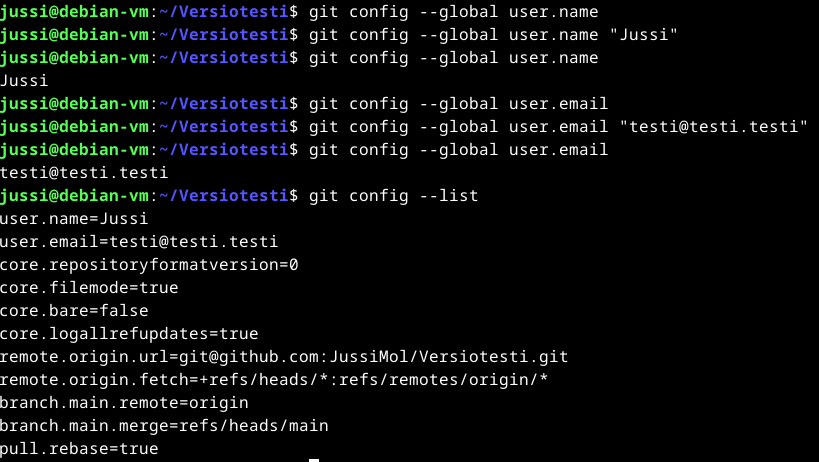 jussi@debian-vm:~/Versiotesti$ git config --global user.name
jussi@debian-vm:~/Versiotesti$ git config --global user.name "Jussi"
jussi@debian-vm:~/Versiotesti$ git config --global user.name
Jussi
jussi@debian-vm:~/Versiotesti$ git config --global user.email
jussi@debian-vm:~/Versiotesti$ git config --global user.email "testi@testi.testi"
jussi@debian-vm:~/Versiotesti$ git config --global user.email
testi@testi.testi
jussi@debian-vm:~/Versiotesti$ git config --list
user.name=Jussi
user.email=testi@testi.testi
core.repositoryformatversion=0
core.filemode=true
core.bare=false
core.logallrefupdates=true
remote.origin.url=git@github.com:JussiMol/Versiotesti.git
remote.origin.fetch=+refs/heads/*:refs/remotes/origin/*
branch.main.remote=origin
branch.main.merge=refs/heads/main
pull.rebase=true